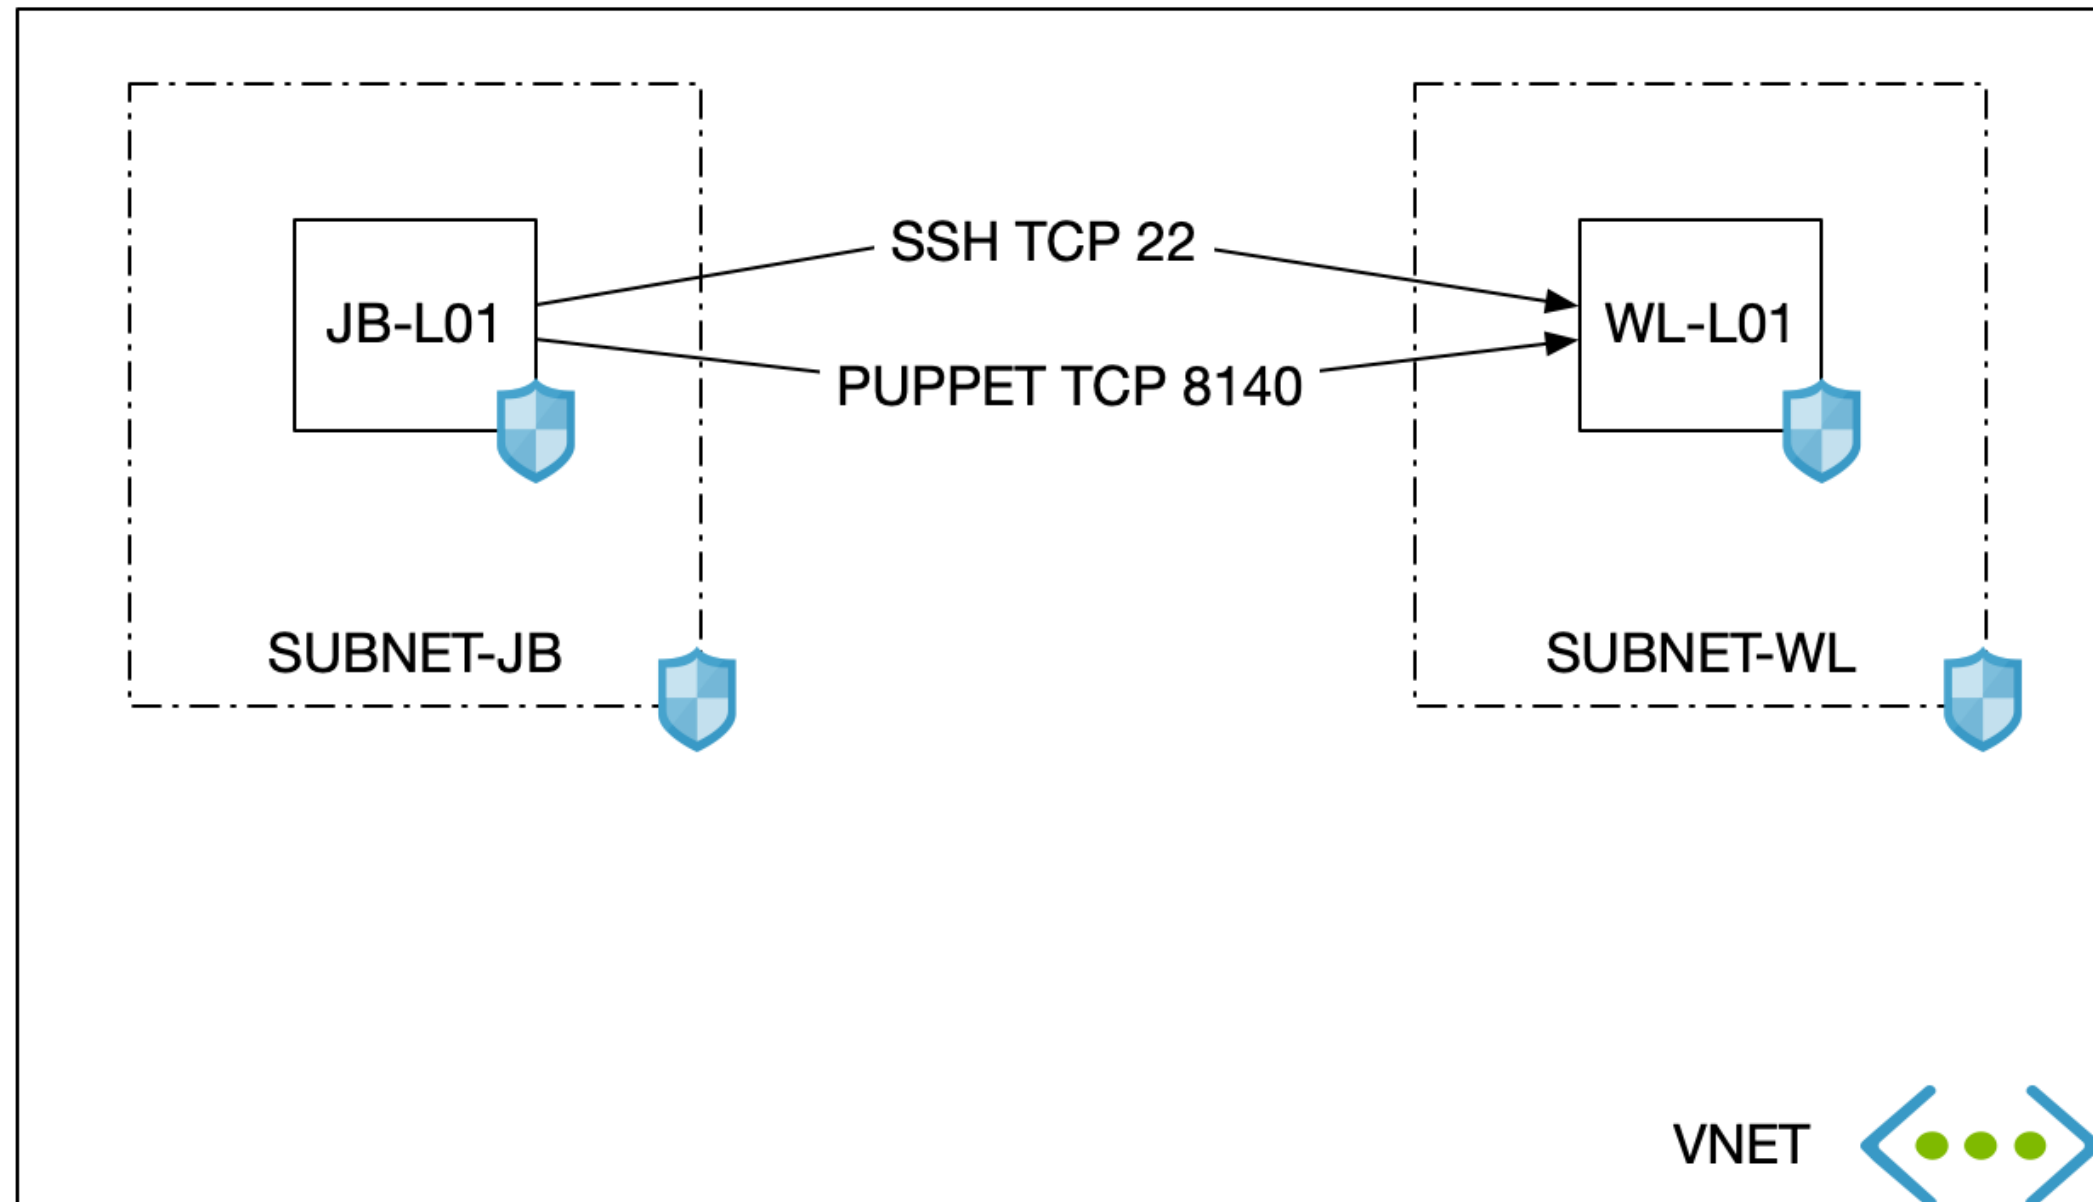 SSH TCP 22
JB-L01
WL-L01
PUPPET TCP 8140
SUBNET-JB
SUBNET-WL
VNET